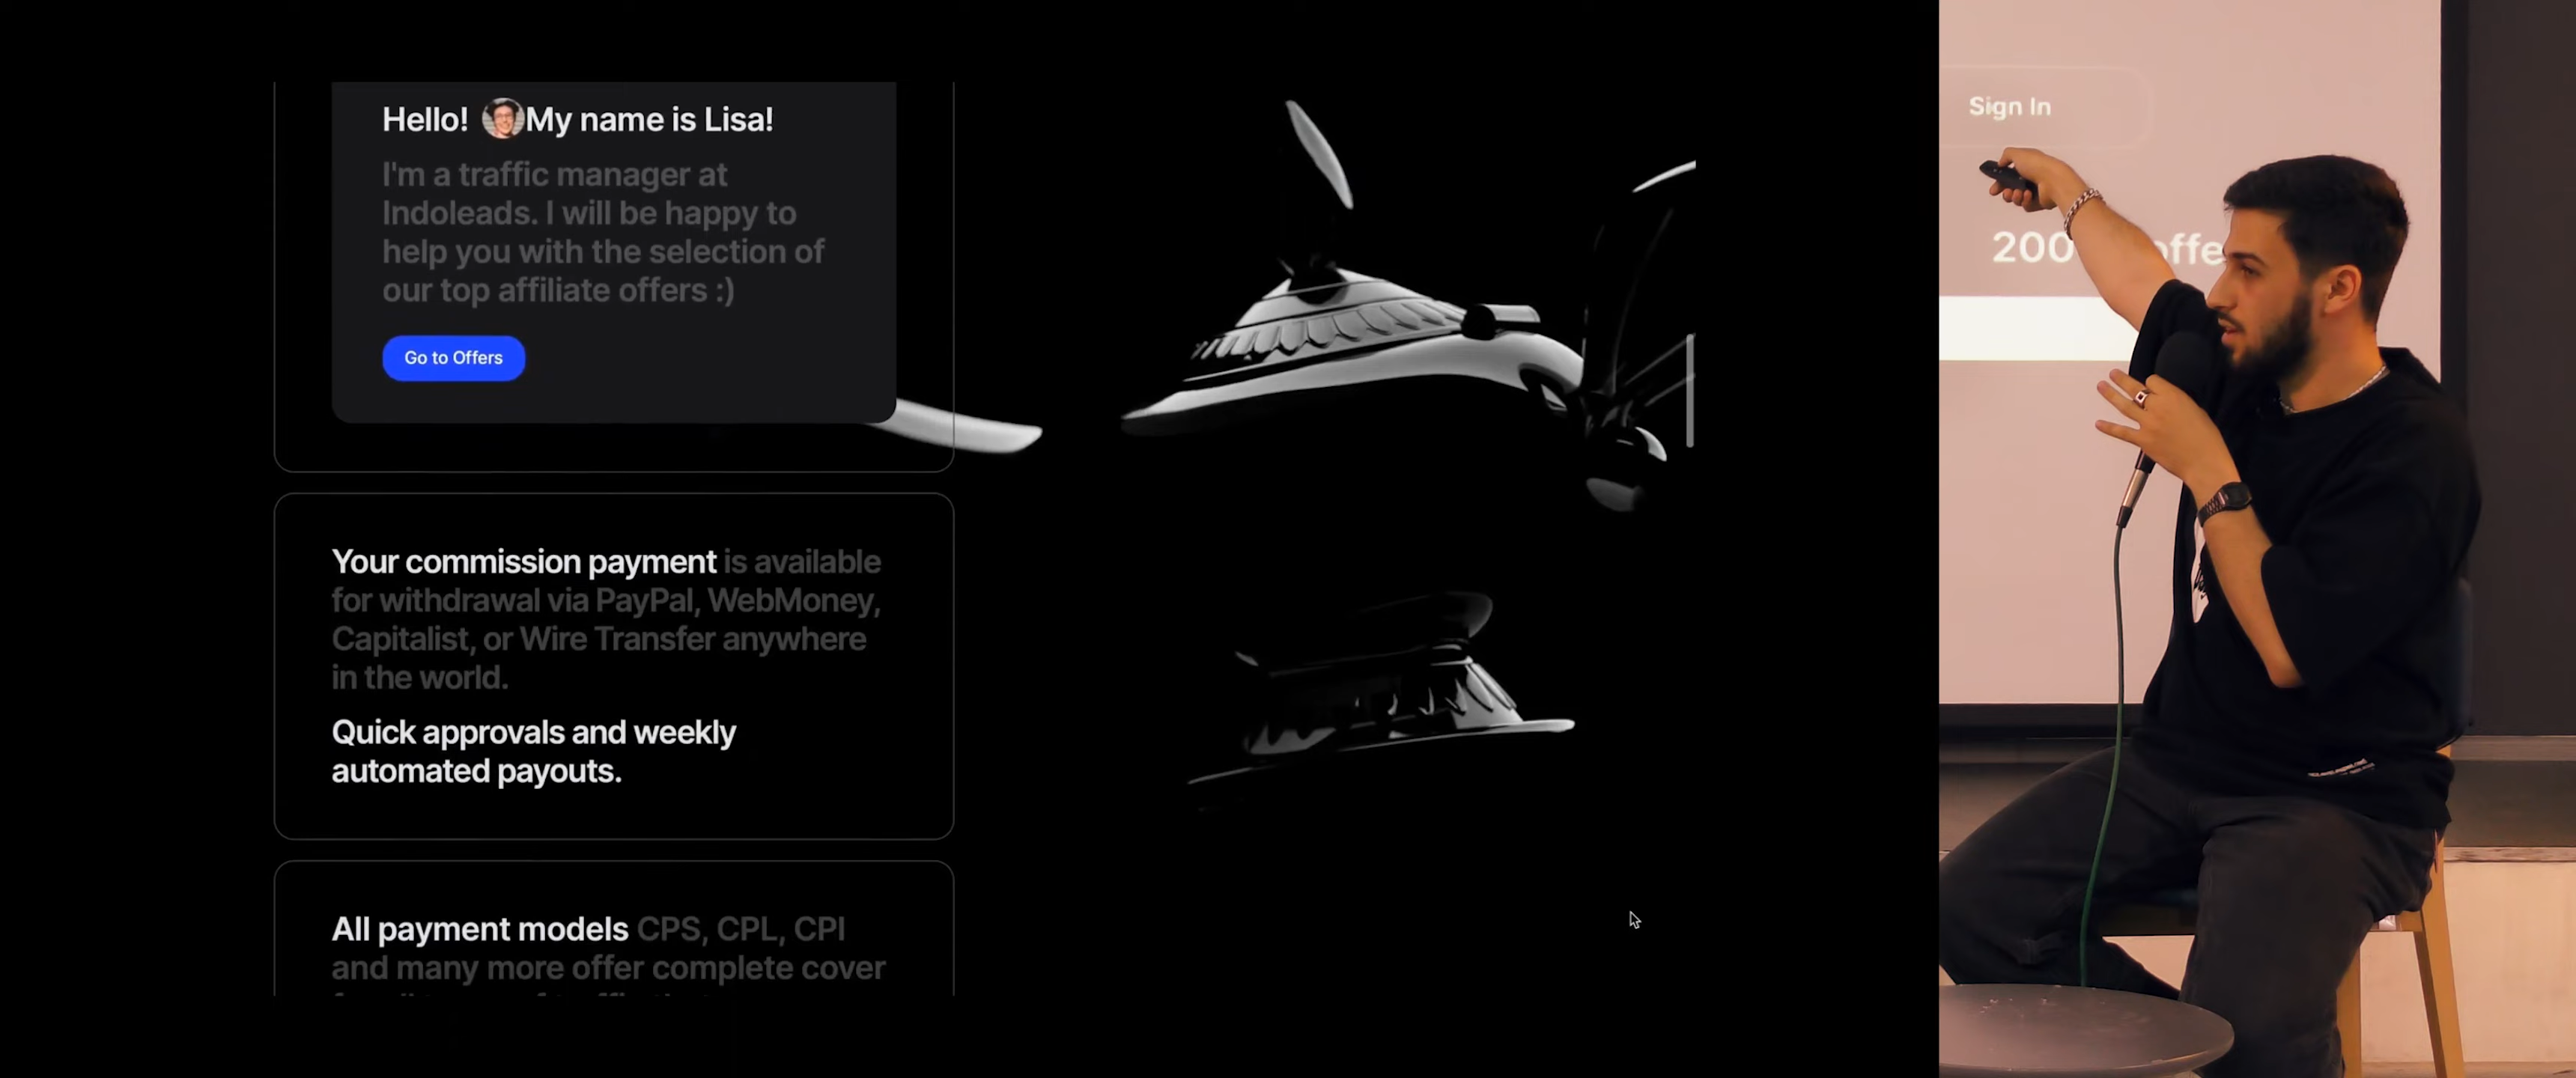 Hello! My name is Lisa!
I'm a traffic manager at
Indoleads. I will be happy to
help you with the selection of
our top affiliate offers :)
Go to Offers
Your commission payment is available
for withdrawal via PayPal, WebMoney,
Capitalist, or Wire Transfer anywhere
in the world.
Quick approvals and weekly
automated payouts.
All payment models CPS, CPL, CPI
and many more offer complete cover
Sign In
200 offe